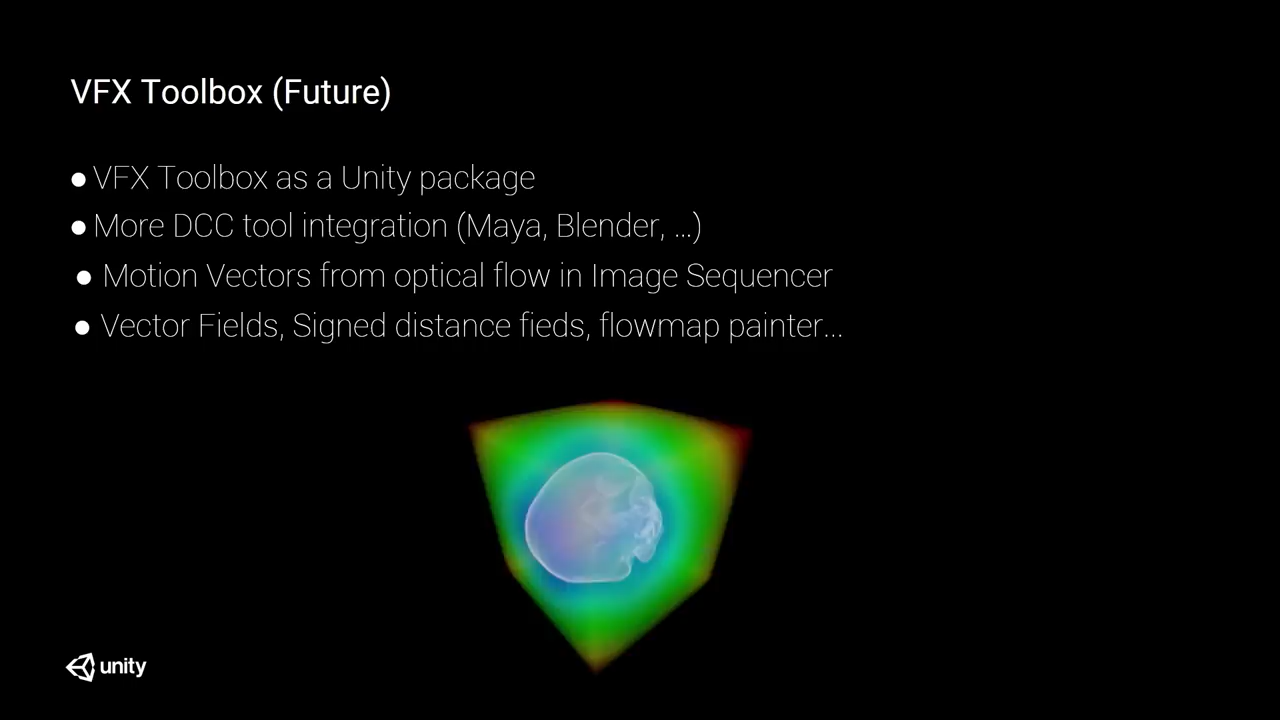 VFX Toolbox (Future)
● VFX Toolbox as a Unity package
● More DCC tool integration (Maya, Blender, ...)
● Motion Vectors from optical flow in Image Sequencer
● Vector Fields, Signed distance fieds, flowmap painter...
unity